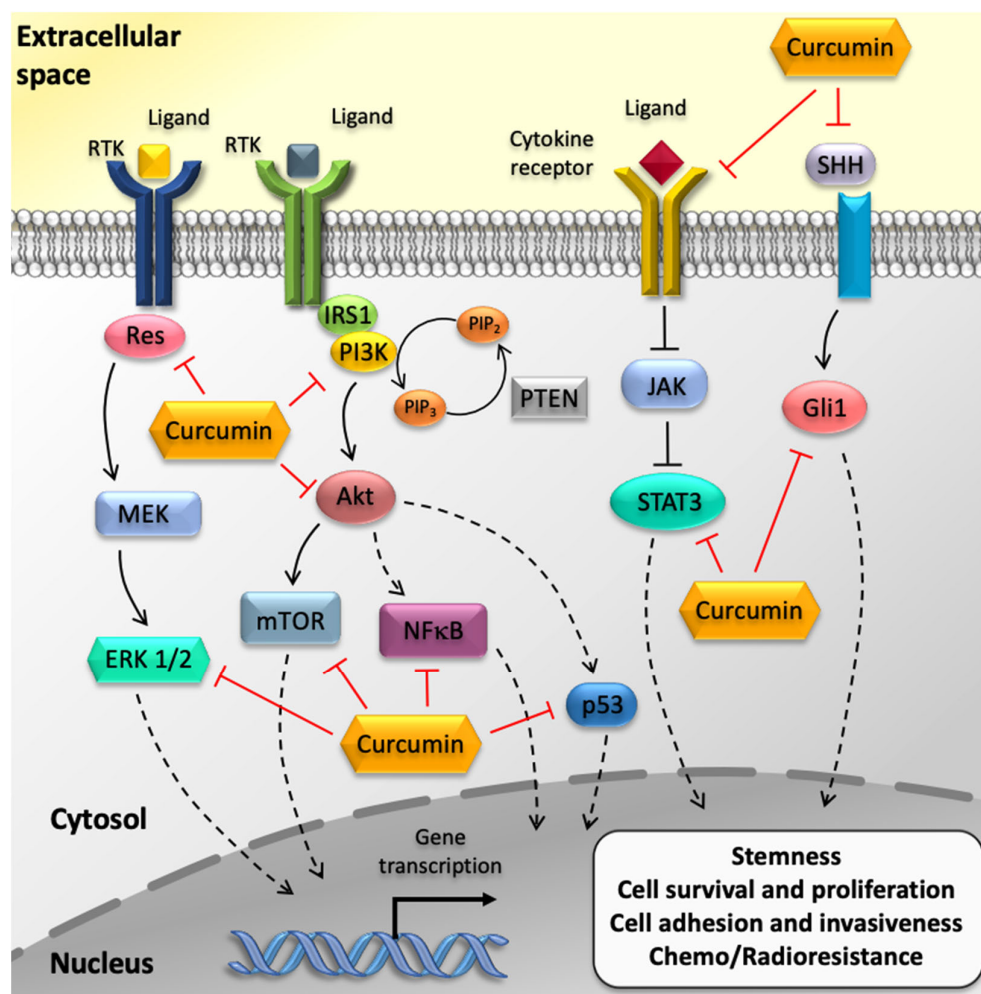 Extracellular
space
Curcumin
Ligand
RTK
Ligand
RTK
Ligand
Cytokine
receptor
SHH
Res
IRS1
PI3K
PIP₂
PIP₃
PTEN
JAK
Gli1
Curcumin
MEK
Akt
STAT3
mTOR
NFκB
Curcumin
ERK 1/2
p53
Curcumin
Cytosol
Gene
transcription
Stemness
Cell survival and proliferation
Cell adhesion and invasiveness
Chemo/Radioresistance
Nucleus